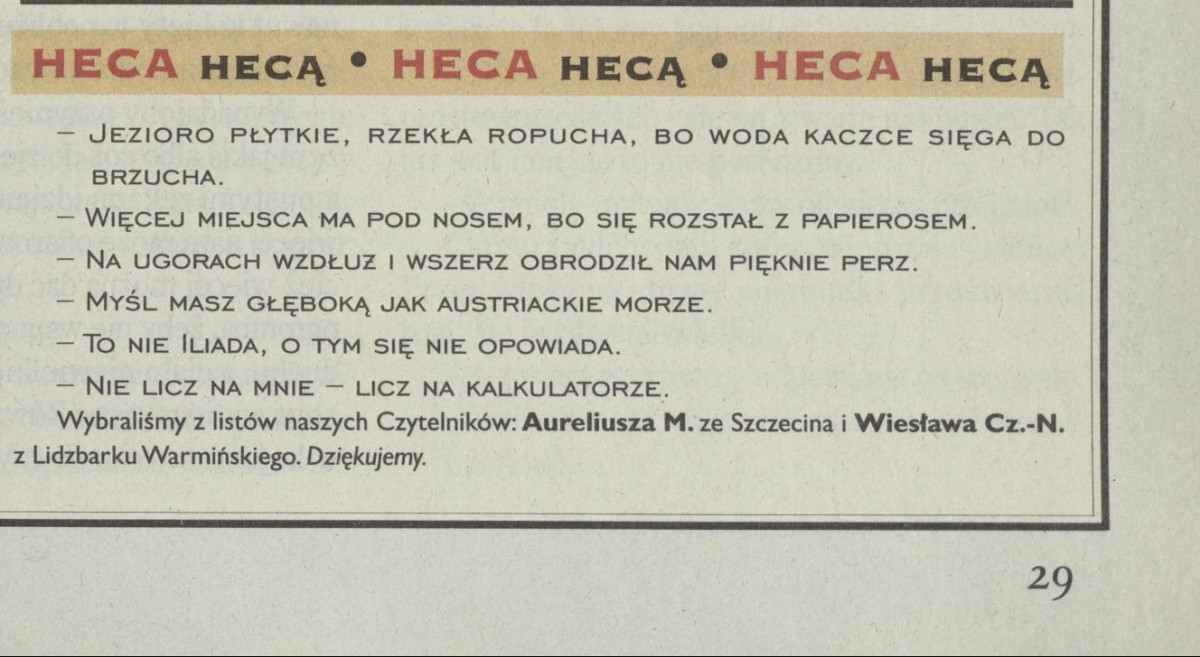 HECA HECĄ • HECA HECĄ • HECA HECĄ
– JEZIORO PŁYTKIE, RZEKŁA ROPUCHA, BO WODA KACZCE SIĘGA DO
BRZUCHA.
– WIĘCEJ MIEJSCA MA POD NOSEM, BO SIĘ ROZSTAŁ Z PAPIEROSEM.
– NA UGORACH WZDŁUZ I WSZERZ OBRODZIŁ NAM PIĘKNIE PERZ.
– MYŚL MASZ GŁĘBOKĄ JAK AUSTRIACKIE MORZE.
– TO NIE ILIADA, O TYM SIĘ NIE OPOWIADA.
– NIE LICZ NA MNIE – LICZ NA KALKULATORZE.
Wybraliśmy z listów naszych Czytelników: Aureliusza M. ze Szczecina i Wiesława Cz.-N.
z Lidzbarku Warmińskiego. Dziękujemy.
29